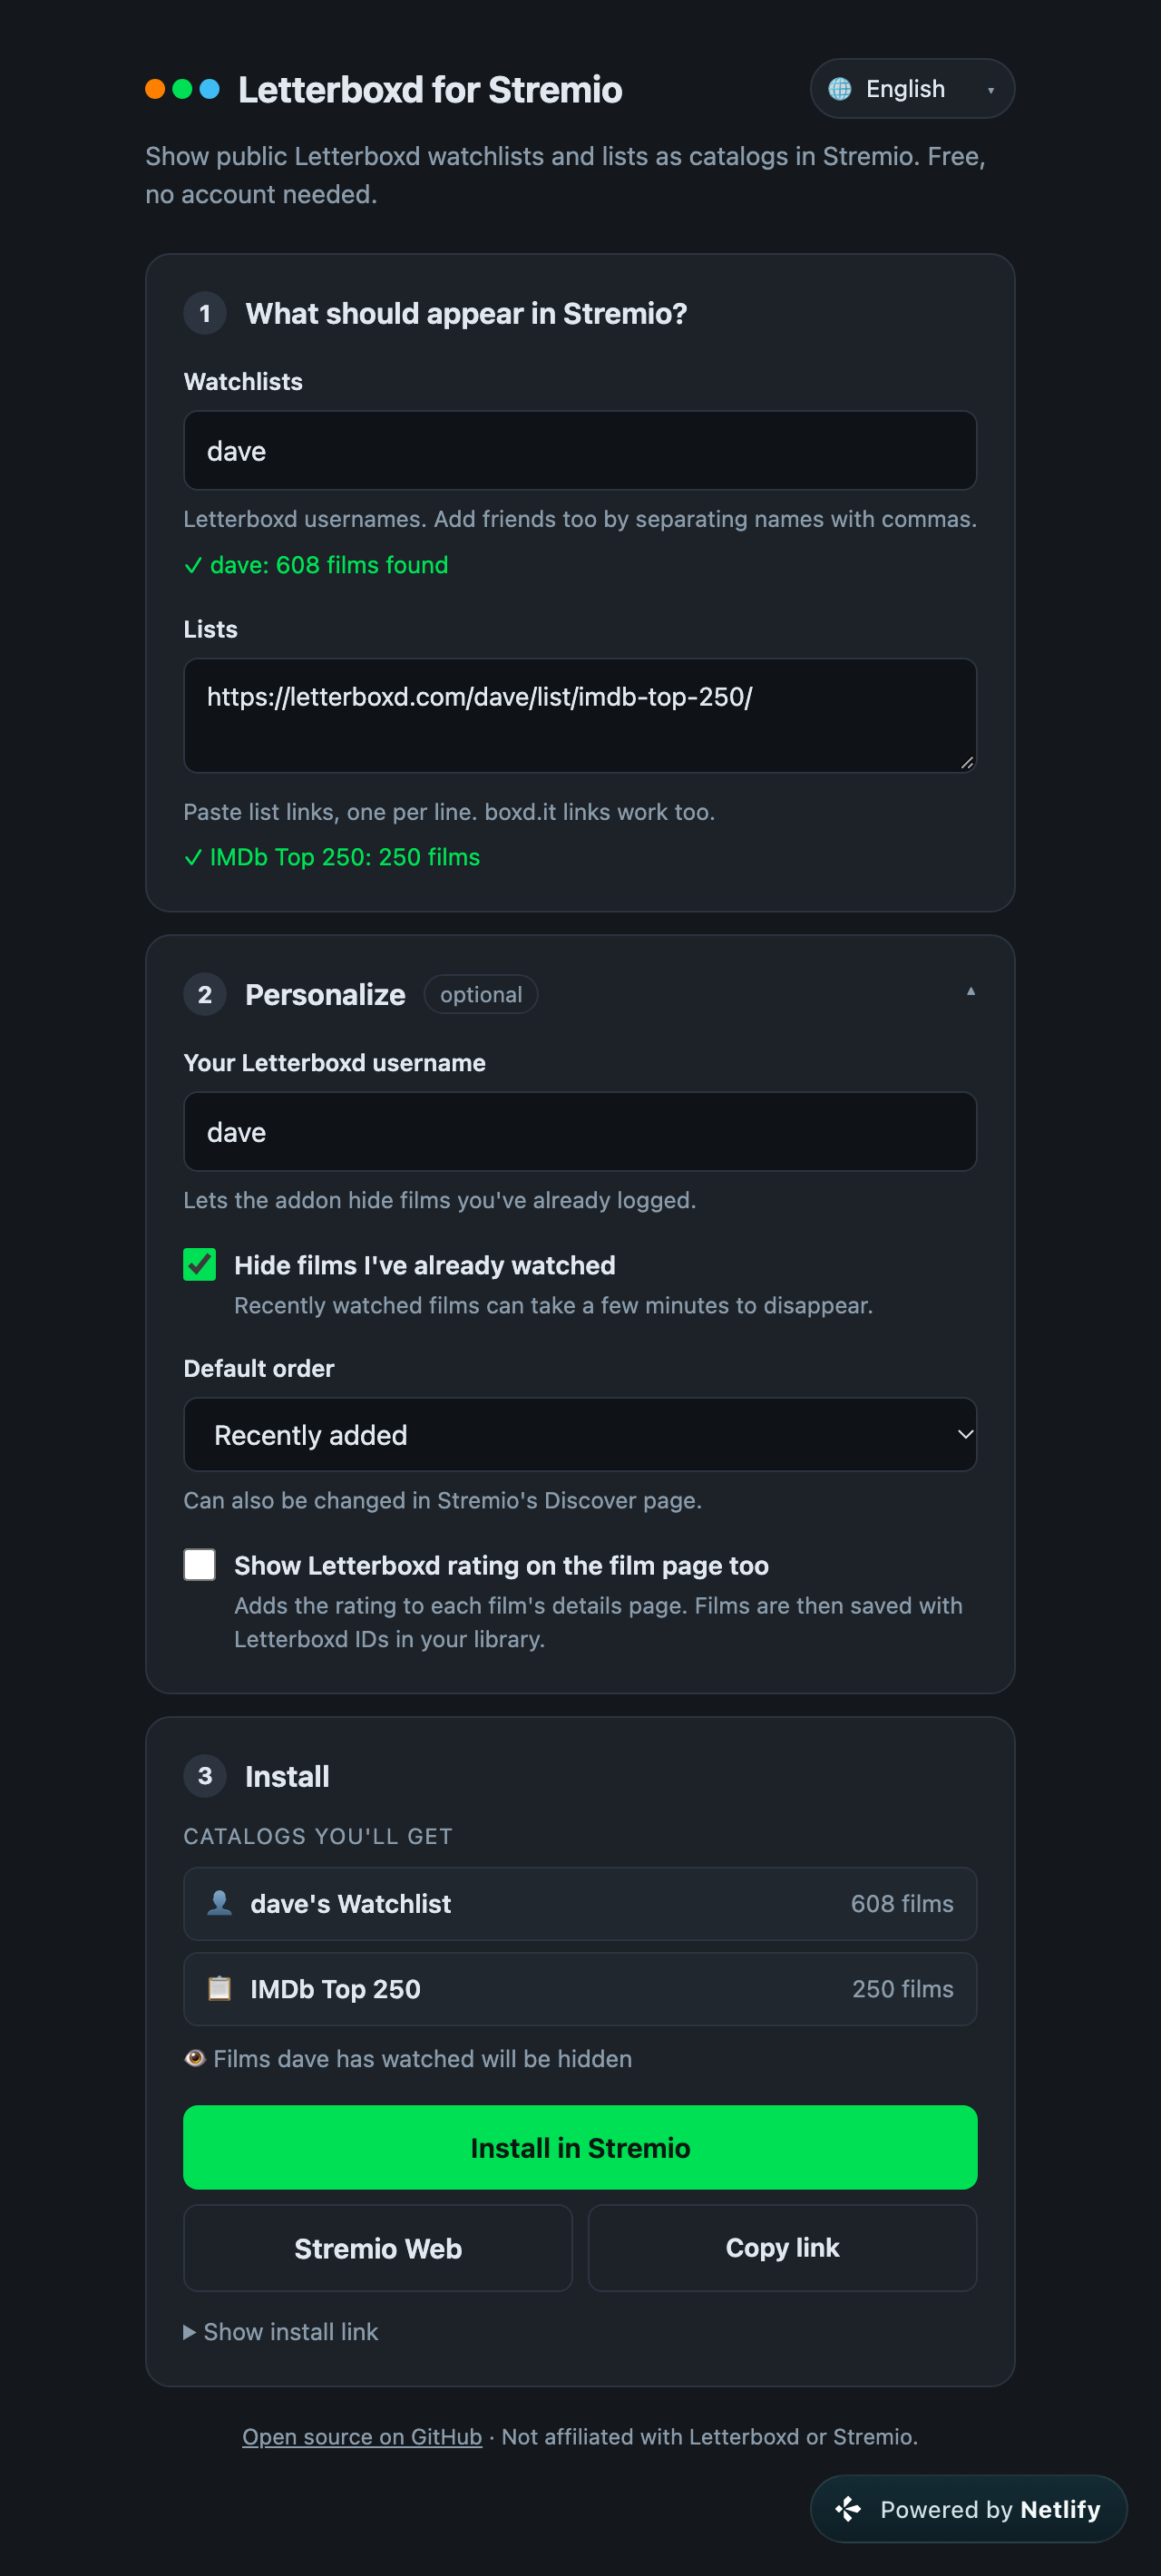 Letterboxd for Stremio
English
Show public Letterboxd watchlists and lists as catalogs in Stremio. Free,
no account needed.
1 What should appear in Stremio?
Watchlists
dave
Letterboxd usernames. Add friends too by separating names with commas.
✓ dave: 608 films found
Lists
https://letterboxd.com/dave/list/imdb-top-250/
Paste list links, one per line. boxd.it links work too.
✓ IMDb Top 250: 250 films
2 Personalize optional
Your Letterboxd username
dave
Lets the addon hide films you've already logged.
Hide films I've already watched
Recently watched films can take a few minutes to disappear.
Default order
Recently added
Can also be changed in Stremio's Discover page.
Show Letterboxd rating on the film page too
Adds the rating to each film's details page. Films are then saved with
Letterboxd IDs in your library.
3 Install
CATALOGS YOU'LL GET
dave's Watchlist 608 films
IMDb Top 250 250 films
Films dave has watched will be hidden
Install in Stremio
Stremio Web Copy link
Show install link
Open source on GitHub · Not affiliated with Letterboxd or Stremio.
Powered by Netlify